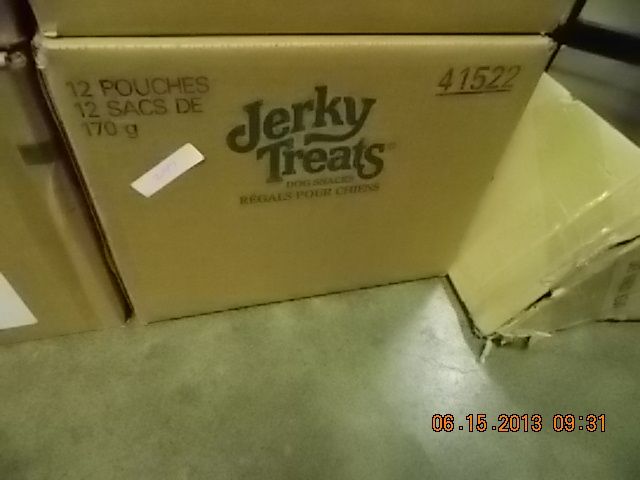 12 POUCHES
12 SACS DE
170 g
41522
Jerky
Treats®
DOG SNACKS
RÉGALS POUR CHIENS
06.15.2013 09:31